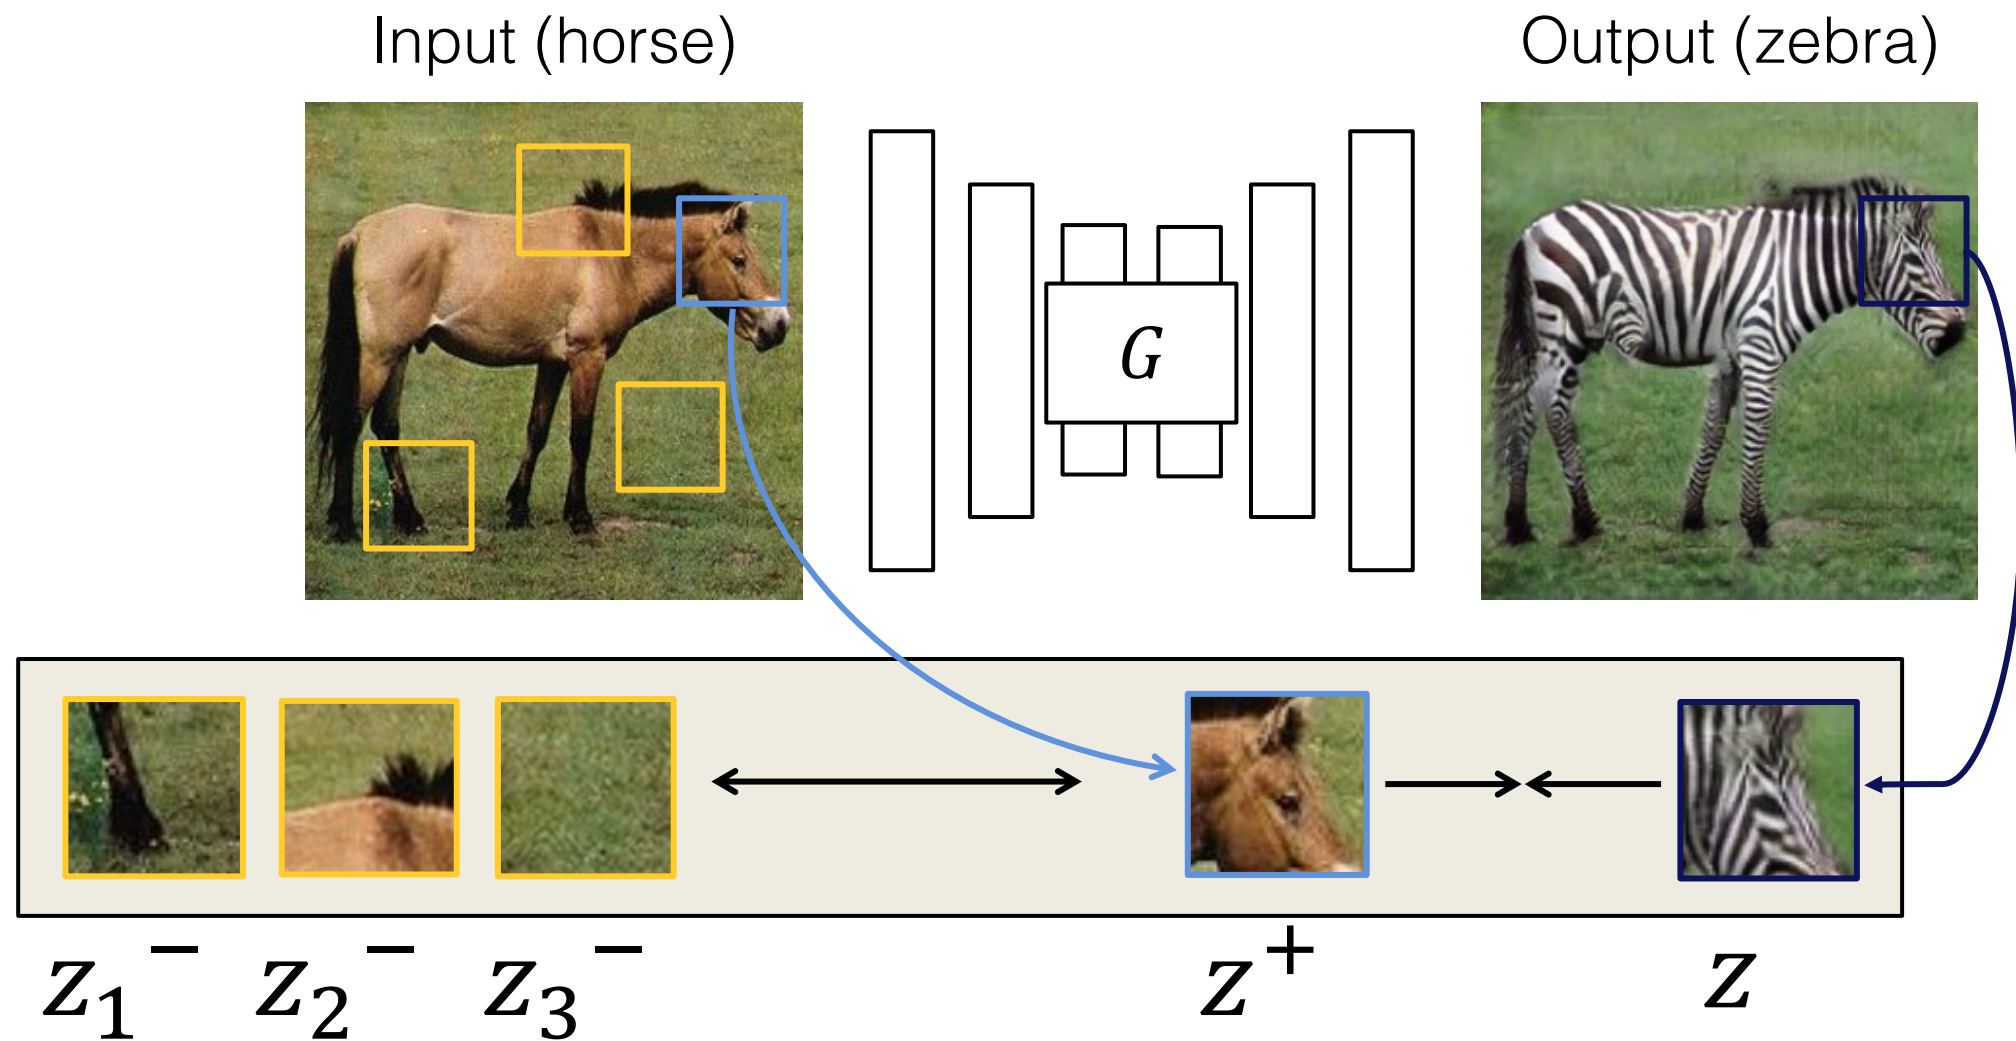 Input (horse)
Output (zebra)
G
z₁⁻ z₂⁻ z₃⁻ z⁺ z